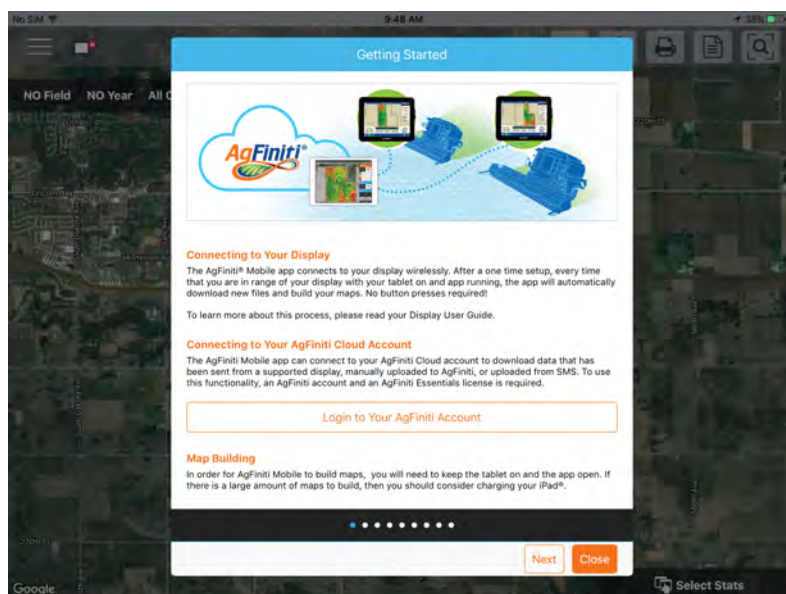 No SIM 9:48 AM 58%
Getting Started
NO Field NO Year All C
AgFiniti®
Connecting to Your Display
The AgFiniti® Mobile app connects to your display wirelessly. After a one time setup, every time
that you are in range of your display with your tablet on and app running, the app will automatically
download new files and build your maps. No button presses required!
To learn more about this process, please read your Display User Guide.
Connecting to Your AgFiniti Cloud Account
The AgFiniti Mobile app can connect to your AgFiniti Cloud account to download data that has
been sent from a supported display, manually uploaded to AgFiniti, or uploaded from SMS. To use
this functionality, an AgFiniti account and an AgFiniti Essentials license is required.
Login to Your AgFiniti Account
Map Building
In order for AgFiniti Mobile to build maps, you will need to keep the tablet on and the app open. If
there is a large amount of maps to build, then you should consider charging your iPad®.
Next Close
Google
Select Stats